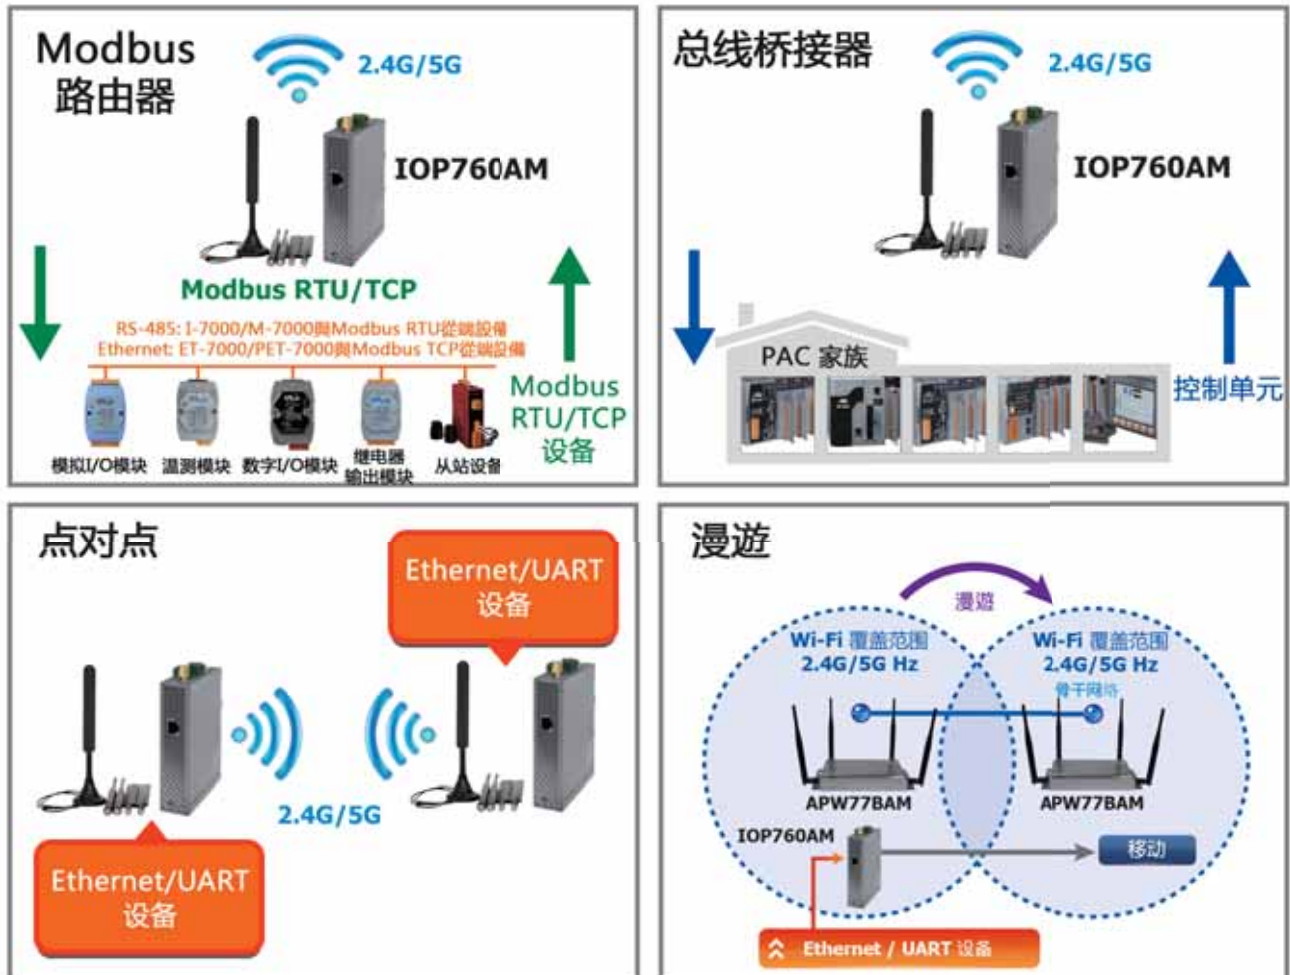 Modbus
路由器
2.4G/5G
IOP760AM
Modbus RTU/TCP
RS-485: I-7000/M-7000與Modbus RTU從端設備
Ethernet: ET-7000/PET-7000與Modbus TCP從端設備
模拟I/O模块
温测模块
数字I/O模块
继电器
输出模块
从站设备
Modbus
RTU/TCP
设备
总线桥接器
2.4G/5G
IOP760AM
PAC 家族
控制单元
点对点
Ethernet/UART
设备
2.4G/5G
Ethernet/UART
设备
漫遊
漫遊
Wi-Fi 覆盖范围
2.4G/5G Hz
Wi-Fi 覆盖范围
2.4G/5G Hz
骨干网络
APW77BAM
APW77BAM
IOP760AM
移动
Ethernet / UART 设备